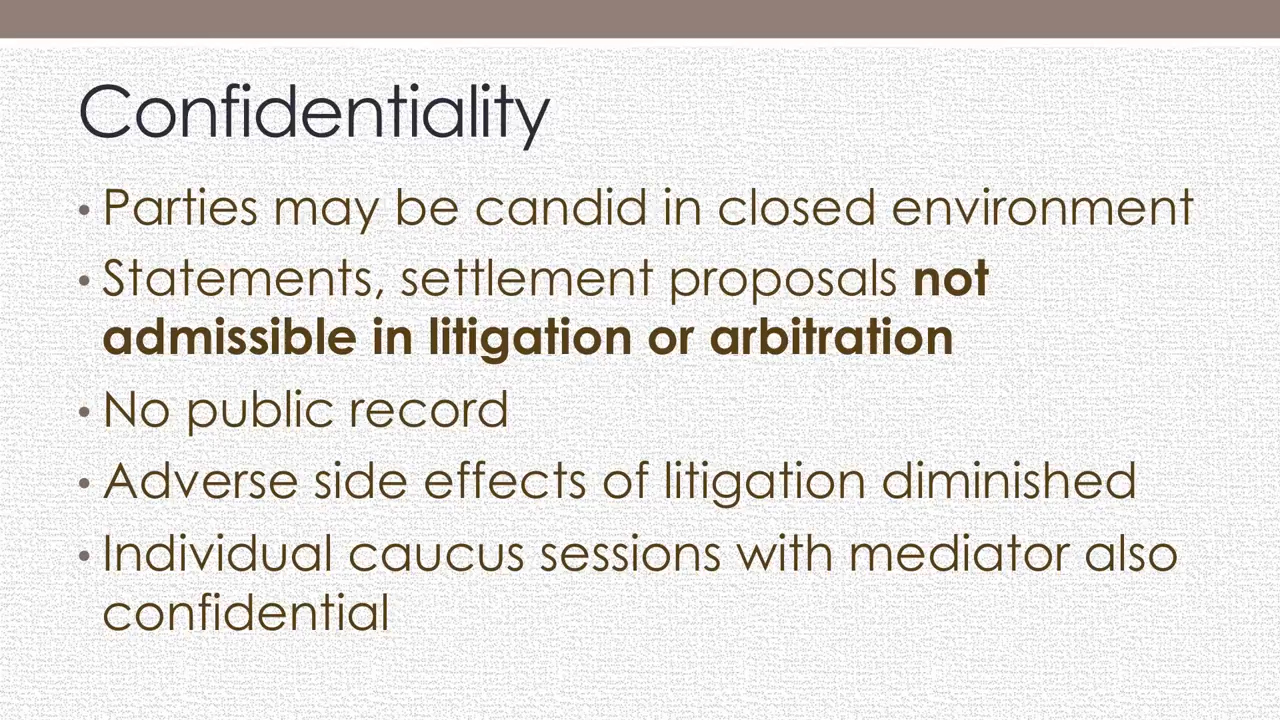 Confidentiality
• Parties may be candid in closed environment
• Statements, settlement proposals not
admissible in litigation or arbitration
• No public record
• Adverse side effects of litigation diminished
• Individual caucus sessions with mediator also
confidential